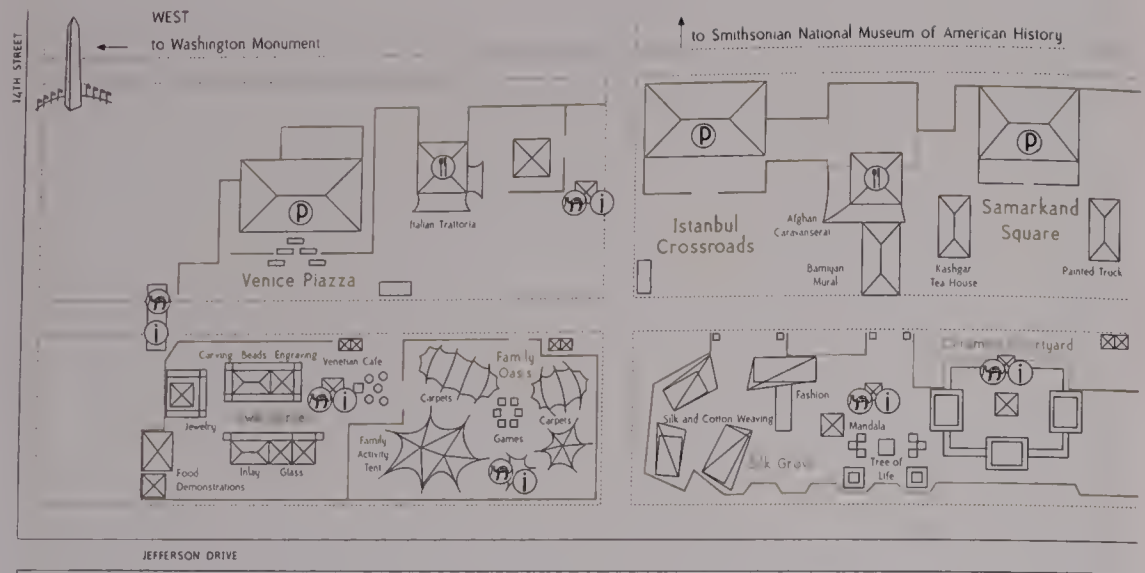 14TH STREET
WEST
to Washington Monument
to Smithsonian National Museum of American History
P
P
P
i
Italian Trattoria
Venice Piazza
i
Istanbul
Crossroads
Afghan
Caravanserai
Bamiyan
Mural
Kashgar
Tea House
Samarkand
Square
Painted Truck
Carving Beads Engraving
Venetian Cafe
i
Jewelry
Inlay Glass
Food
Demonstrations
Family
Oasis
Carpets
Carpets
Games
Family
Activity
Tent
i
Silk and Cotton Weaving
Fashion
i
Mandala
Tree of
Life
i
JEFFERSON DRIVE